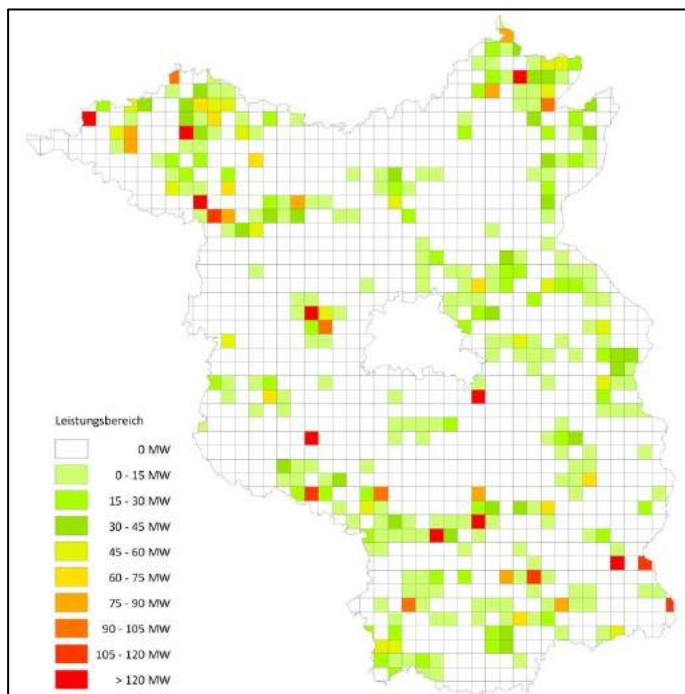 Leistungsbereich
0 MW
0 - 15 MW
15 - 30 MW
30 - 45 MW
45 - 60 MW
60 - 75 MW
75 - 90 MW
90 - 105 MW
105 - 120 MW
> 120 MW